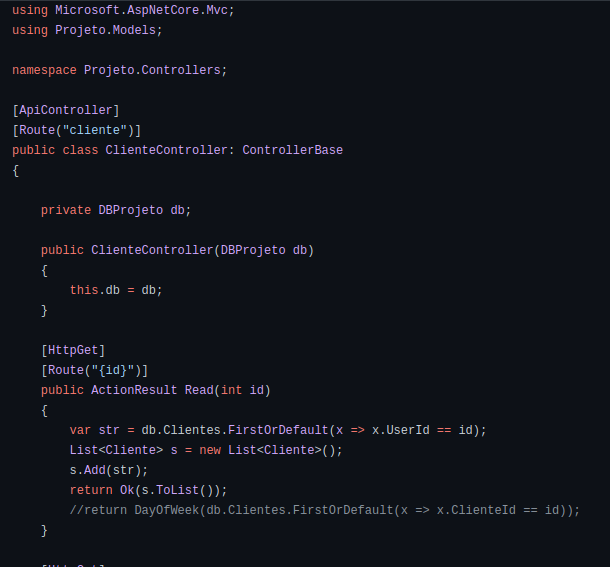 using Microsoft.AspNetCore.Mvc;
using Projeto.Models;
namespace Projeto.Controllers;
[ApiController]
[Route("cliente")]
public class ClienteController: ControllerBase
{
private DBProjeto db;
public ClienteController(DBProjeto db)
{
this.db = db;
}
[HttpGet]
[Route("{id}")]
public ActionResult Read(int id)
{
var str = db.Clientes.FirstOrDefault(x => x.UserId == id);
List<Cliente> s = new List<Cliente>();
s.Add(str);
return Ok(s.ToList());
//return DayOfWeek(db.Clientes.FirstOrDefault(x => x.ClienteId == id));
}